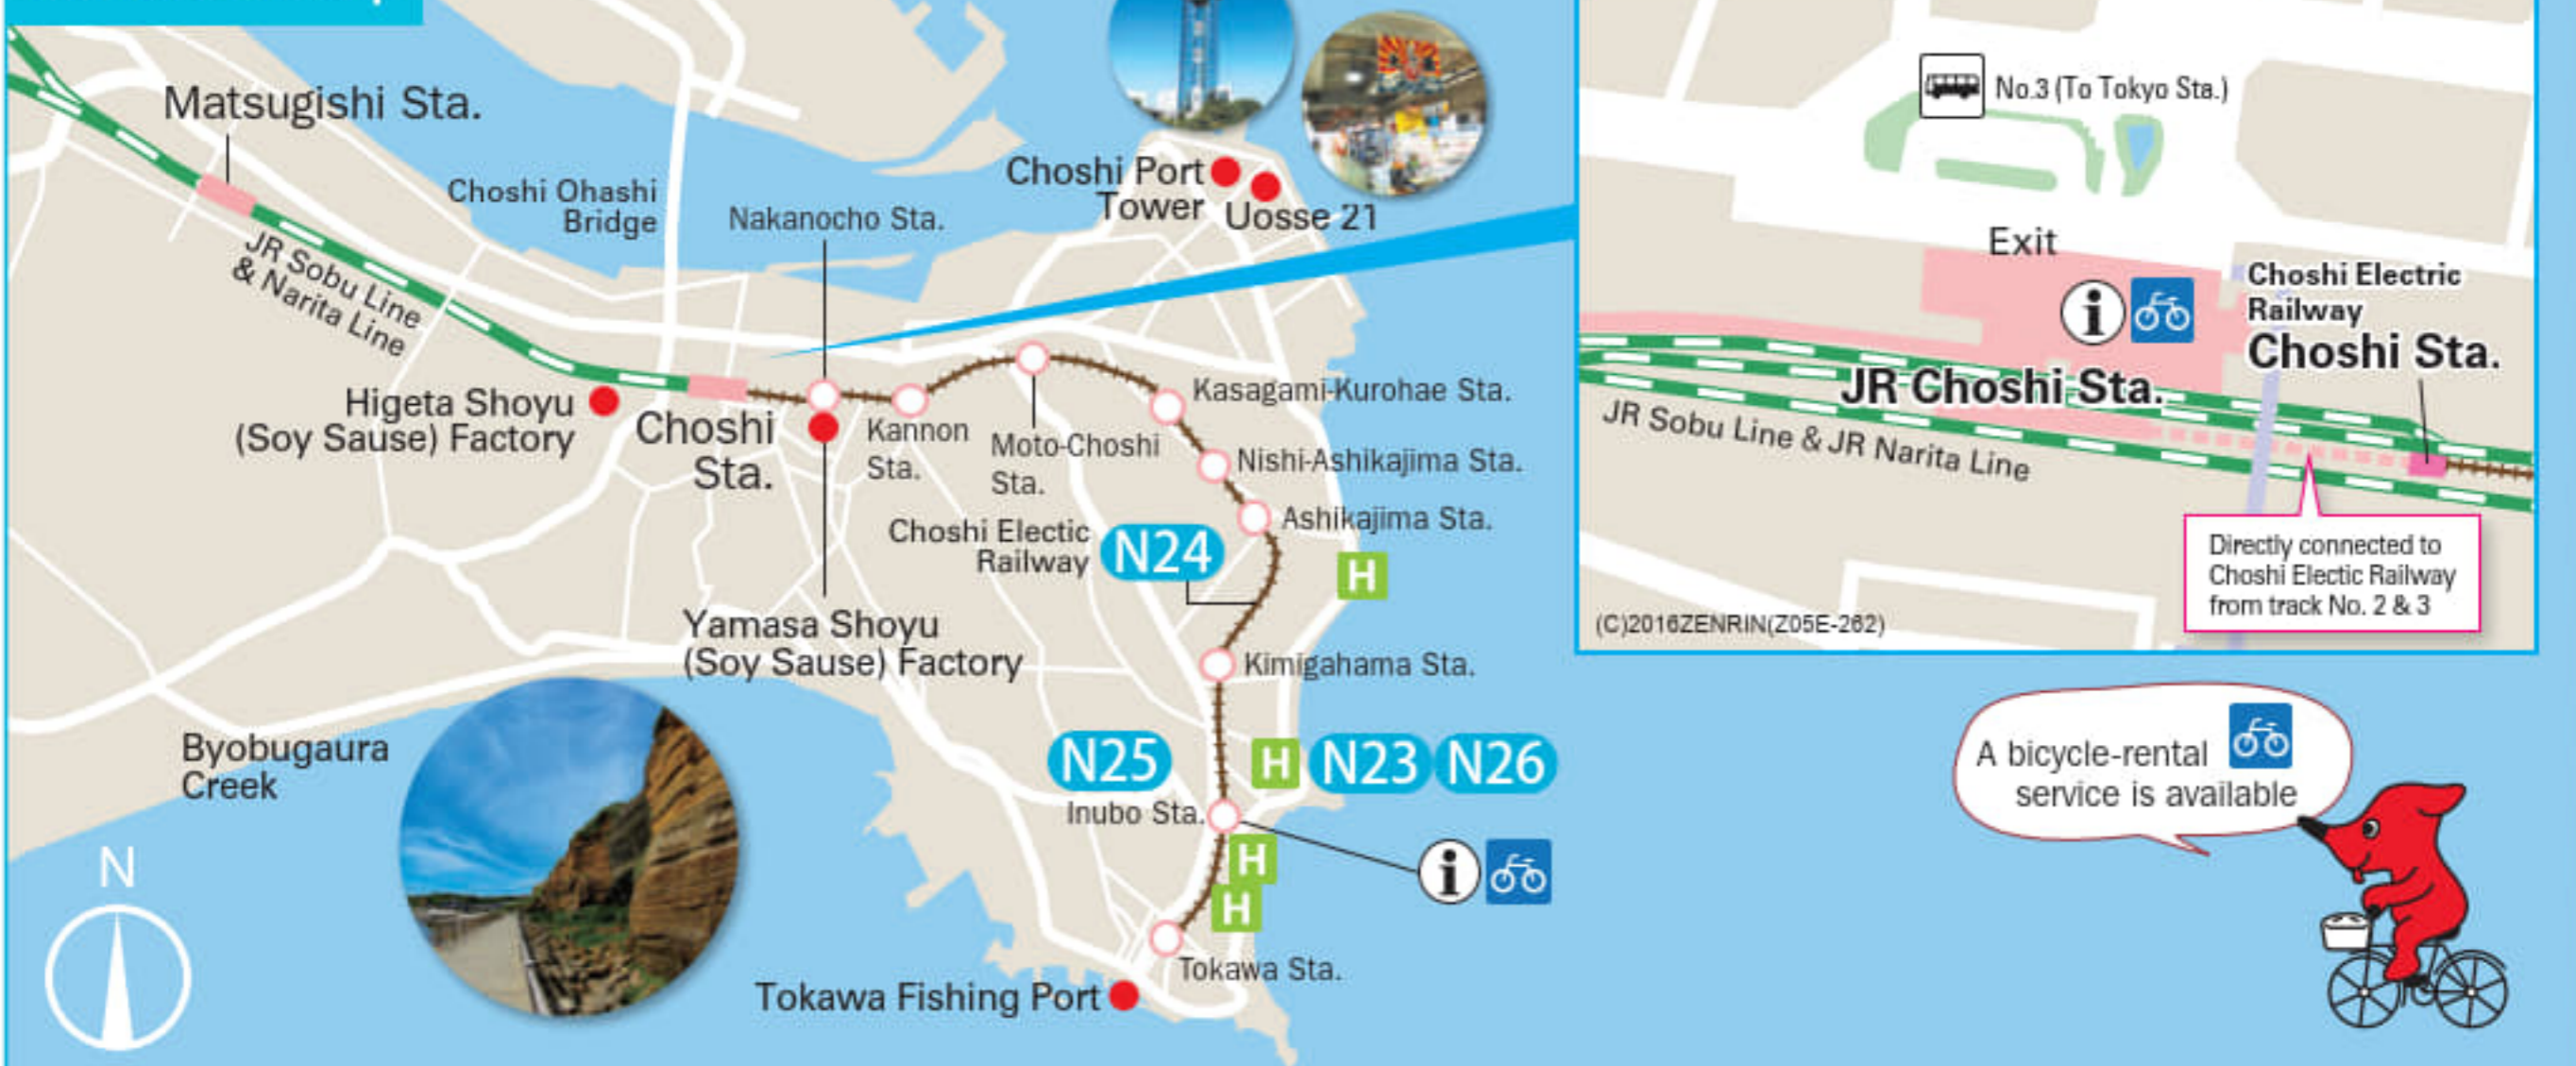 Matsugishi Sta.
Choshi Ohashi
Bridge
Nakanocho Sta.
Choshi Port
Tower
Uosse 21
JR Sobu Line
& Narita Line
Higeta Shoyu
(Soy Sause) Factory
Choshi
Sta.
Kannon
Sta.
Moto-Choshi
Sta.
Kasagami-Kurohae Sta.
Nishi-Ashikajima Sta.
Ashikajima Sta.
Choshi Electic
Railway
N24
H
Yamasa Shoyu
(Soy Sause) Factory
Kimigahama Sta.
Byobugaura
Creek
N25
H N23 N26
Inubo Sta.
H
H
i
Tokawa Sta.
Tokawa Fishing Port
N
No.3 (To Tokyo Sta.)
Exit
i
Choshi Electric
Railway
Choshi Sta.
JR Choshi Sta.
JR Sobu Line & JR Narita Line
Directly connected to
Choshi Electic Railway
from track No. 2 & 3
(C)2016ZENRIN(Z05E-262)
A bicycle-rental
service is available